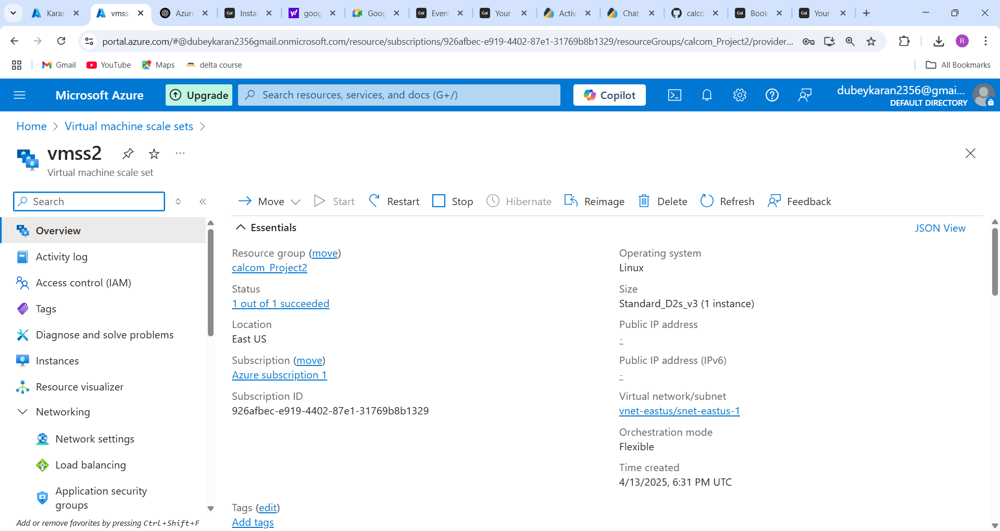 Karar
vmss
Azure
Cal
Instal
goog
Goog
Cal
Event
Cal
Your
Activ
Chat
calco
Cal
Book
Cal
Your
portal.azure.com/#@dubeykaran2356gmail.onmicrosoft.com/resource/subscriptions/926afbec-e919-4402-87e1-31769b8b1329/resourceGroups/calcom_Project2/provider...
R
Gmail
YouTube
Maps
delta course
All Bookmarks
Microsoft Azure
Upgrade
Search resources, services, and docs (G+/)
Copilot
dubeykaran2356@gmai...
DEFAULT DIRECTORY
Home > Virtual machine scale sets >
vmss2
Virtual machine scale set
Search
Move
Start
Restart
Stop
Hibernate
Reimage
Delete
Refresh
Feedback
Overview
Activity log
Access control (IAM)
Tags
Diagnose and solve problems
Instances
Resource visualizer
Networking
Network settings
Load balancing
Application security
groups
Add or remove favorites by pressing Ctrl+Shift+F
Essentials
JSON View
Resource group (move)
calcom_Project2
Status
1 out of 1 succeeded
Location
East US
Subscription (move)
Azure subscription 1
Subscription ID
926afbec-e919-4402-87e1-31769b8b1329
Operating system
Linux
Size
Standard_D2s_v3 (1 instance)
Public IP address
-
Public IP address (IPv6)
-
Virtual network/subnet
vnet-eastus/snet-eastus-1
Orchestration mode
Flexible
Time created
4/13/2025, 6:31 PM UTC
Tags (edit)
Add tags